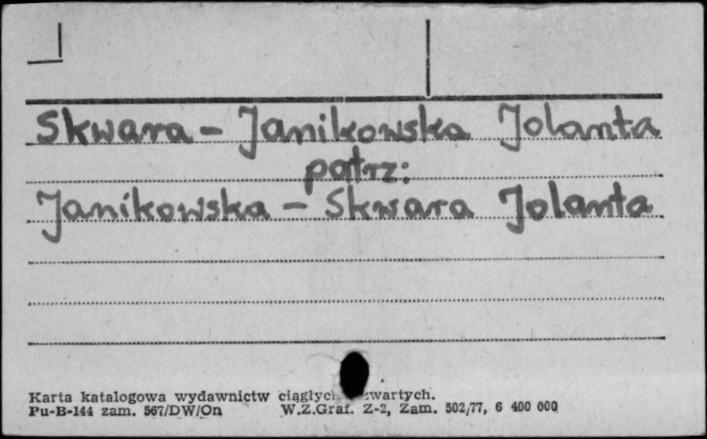 Skwara - Janikowska Jolanta
patrz:
Janikowska - Skwara Jolanta
Karta katalogowa wydawnictw zwartych.
Pu-B-144 zam. 567/DW/On W.Z.Graf. Z-2, Zam. 502/77, 6 400 000